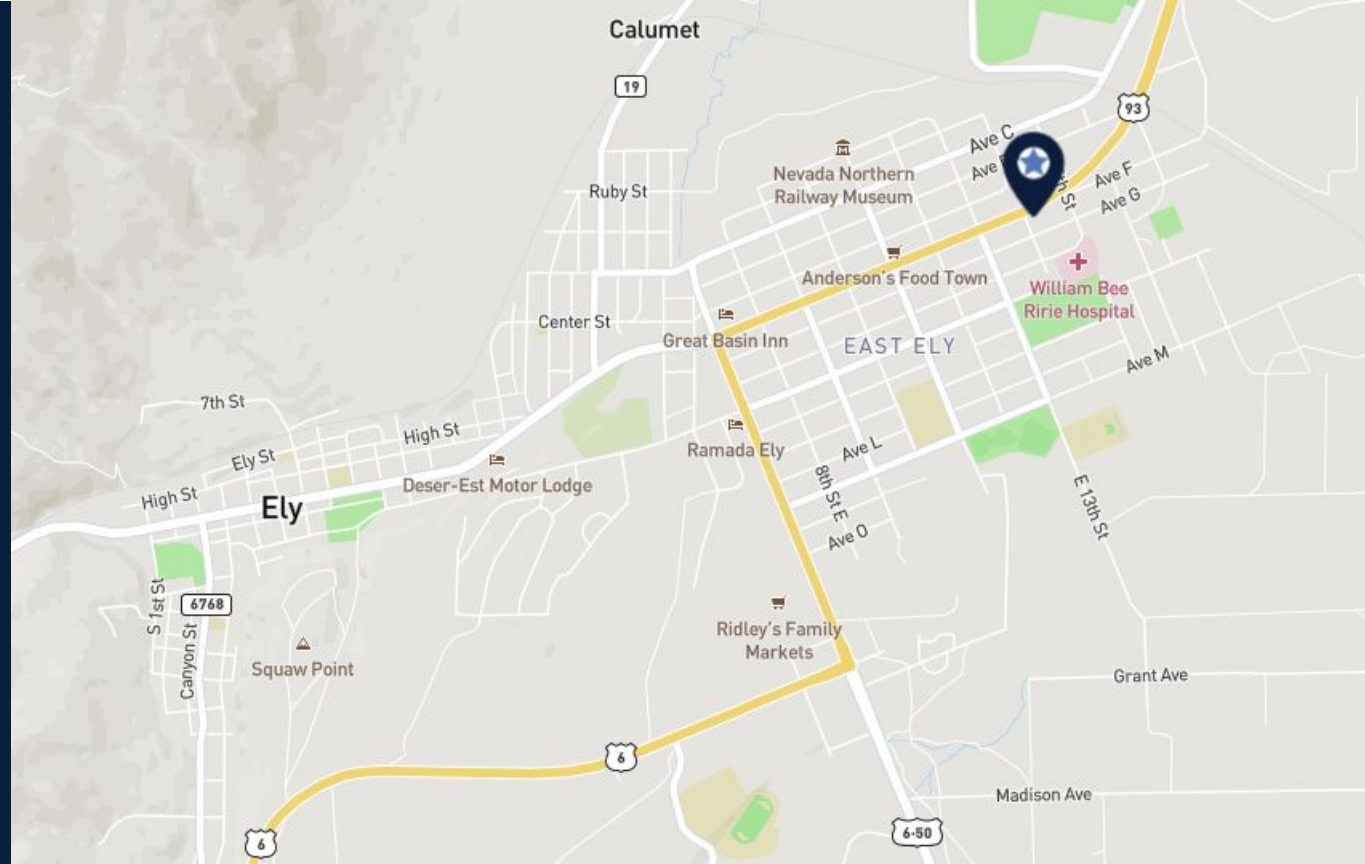 Calumet
19
93
Ave C
Ave
Nevada Northern
Railway Museum
Ave F
St
Ruby St
Ave G
Anderson's Food Town
William Bee
Ririe Hospital
Center St
Great Basin Inn
EAST ELY
Ave M
7th St
High St
Ramada Ely
Ave L
Ely St
Deser-Est Motor Lodge
High St
Ely
8th St E
E 13th St
Ave O
S 1st St
6768
Ridley's Family
Markets
Canyon St
Squaw Point
Grant Ave
6
Madison Ave
6-50
6